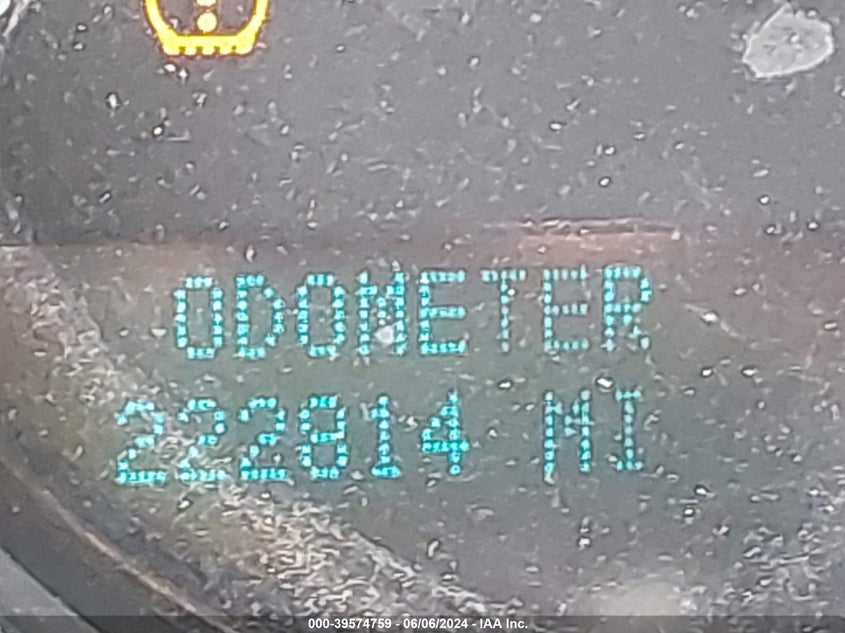 ODOMETER
222814 MI
000-39574759 - 06/06/2024 - IAA Inc.